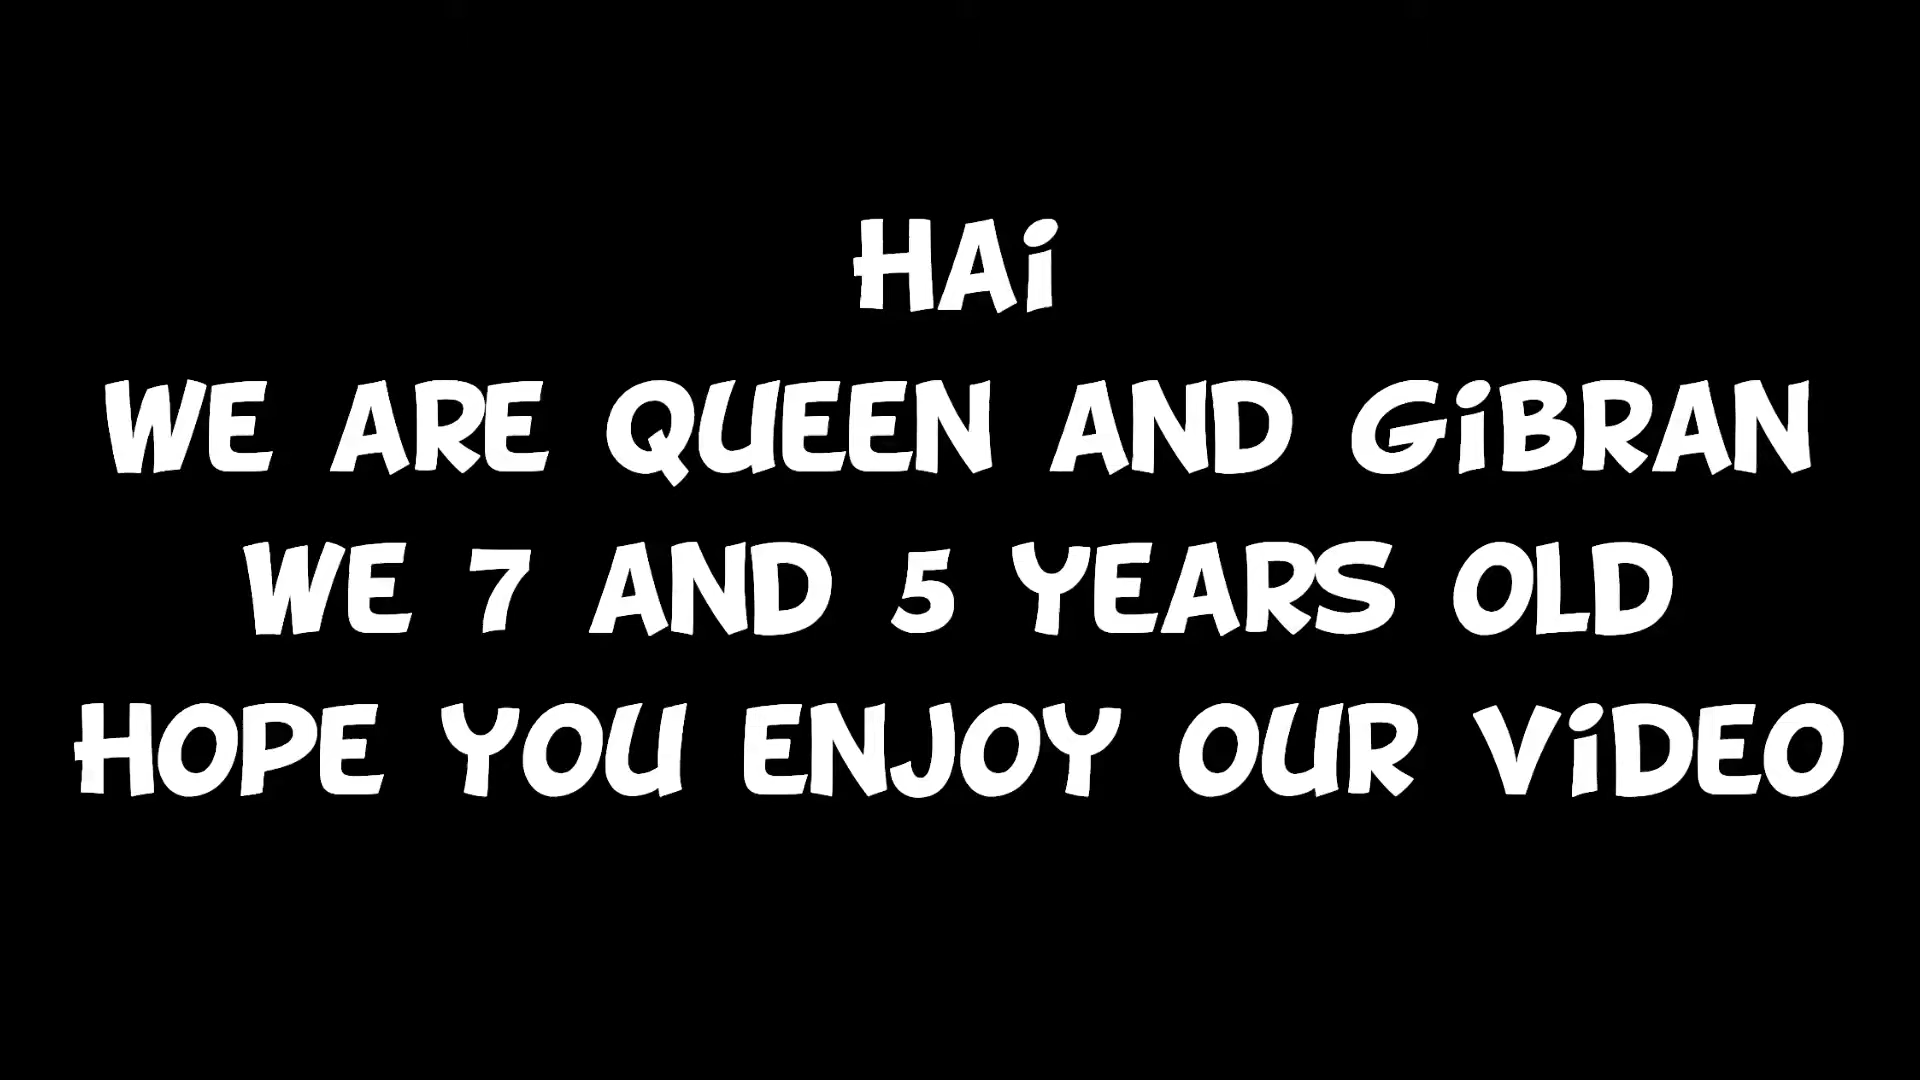 HAi
WE ARE QUEEN AND GiBRAN
WE 7 AND 5 YEARS OLD
HOPE YOU ENJOY OUR ViDEO